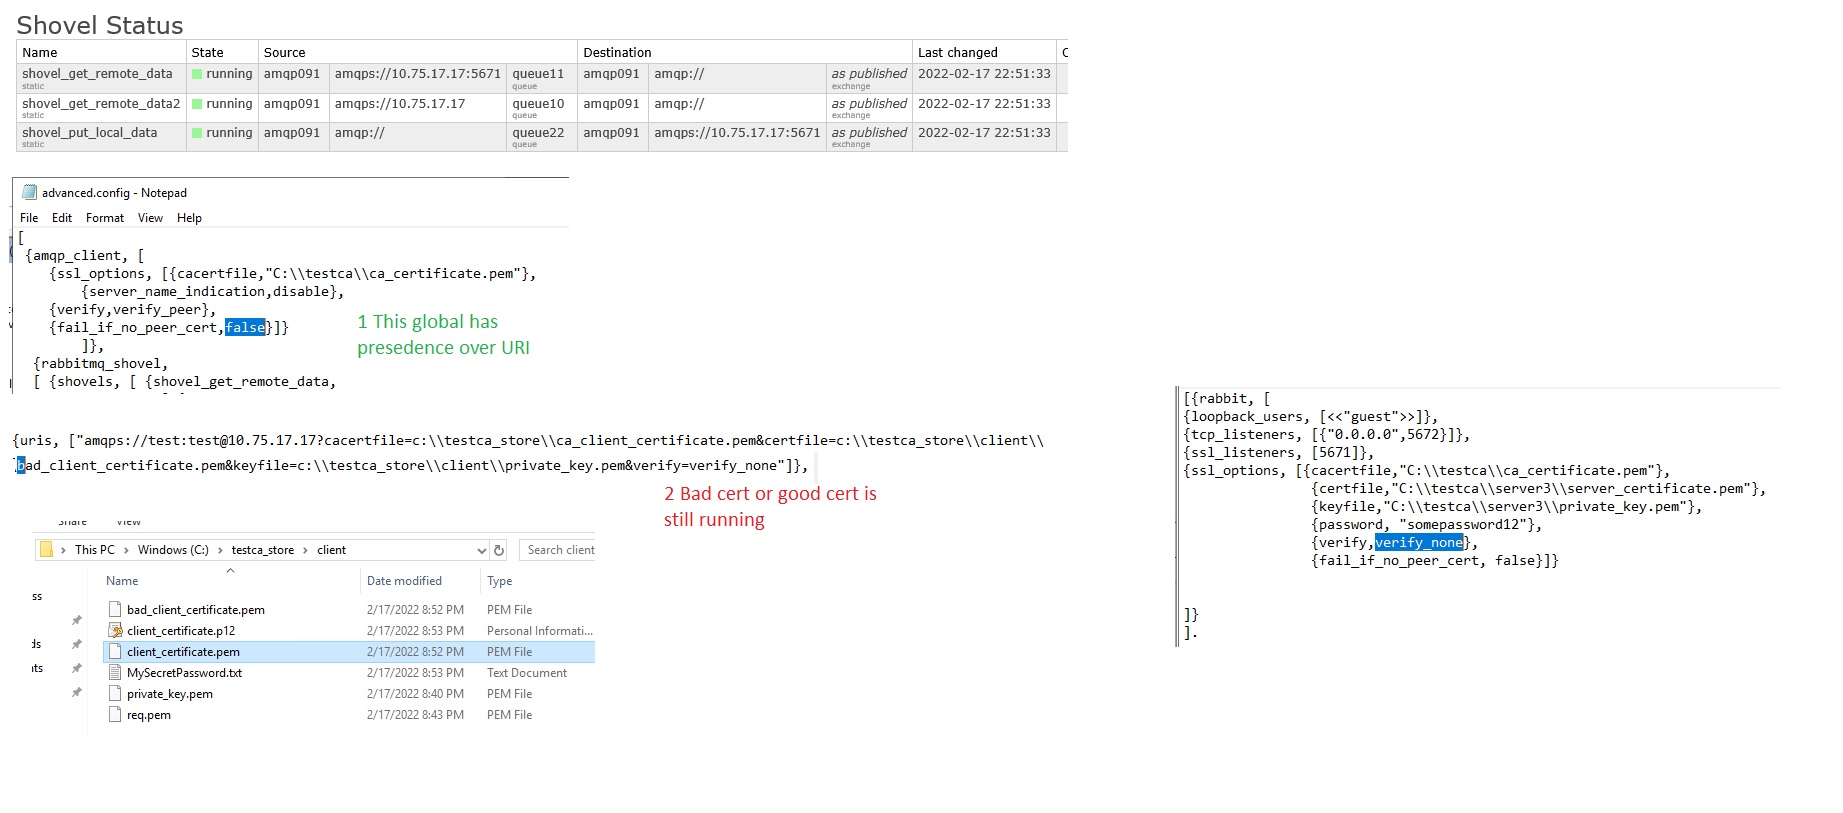 Shovel Status
Name State Source Destination Last changed C
shovel_get_remote_data running amqp091 amqps://10.75.17.17:5671 queue11 amqp091 amqp:// as published 2022-02-17 22:51:33
static queue exchange
shovel_get_remote_data2 running amqp091 amqps://10.75.17.17 queue10 amqp091 amqp:// as published 2022-02-17 22:51:33
static queue exchange
shovel_put_local_data running amqp091 amqp:// queue22 amqp091 amqps://10.75.17.17:5671 as published 2022-02-17 22:51:33
static queue exchange
advanced.config - Notepad
File Edit Format View Help
[
{amqp_client, [
{ssl_options, [{cacertfile,"C:\\testca\\ca_certificate.pem"},
{server_name_indication,disable},
{verify,verify_peer},
{fail_if_no_peer_cert,false}]}
]},
{rabbitmq_shovel,
[ {shovels, [ {shovel_get_remote_data,
1 This global has
presedence over URI
{uris, ["amqps://test:test@10.75.17.17?cacertfile=c:\\testca_store\\ca_client_certificate.pem&certfile=c:\\testca_store\\client\\
bad_client_certificate.pem&keyfile=c:\\testca_store\\client\\private_key.pem&verify=verify_none"]},
2 Bad cert or good cert is
still running
Share View
This PC > Windows (C:) > testca_store > client Search client
Name Date modified Type
ss
ds
nts
bad_client_certificate.pem 2/17/2022 8:52 PM PEM File
client_certificate.p12 2/17/2022 8:53 PM Personal Informati...
client_certificate.pem 2/17/2022 8:52 PM PEM File
MySecretPassword.txt 2/17/2022 8:53 PM Text Document
private_key.pem 2/17/2022 8:40 PM PEM File
req.pem 2/17/2022 8:43 PM PEM File
[{rabbit, [
{loopback_users, [<<"guest">>]},
{tcp_listeners, [{"0.0.0.0",5672}]},
{ssl_listeners, [5671]},
{ssl_options, [{cacertfile,"C:\\testca\\ca_certificate.pem"},
{certfile,"C:\\testca\\server3\\server_certificate.pem"},
{keyfile,"C:\\testca\\server3\\private_key.pem"},
{password, "somepassword12"},
{verify,verify_none},
{fail_if_no_peer_cert, false}]}
]}
].